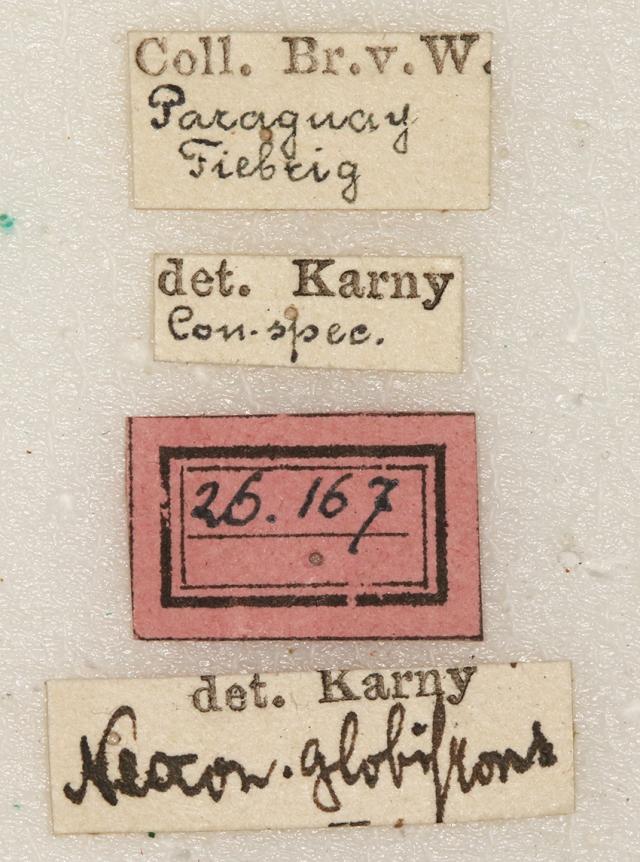 Coll. Br.v.W.
Paraguay
Fiebrig
det. Karny
Con.spec.
26.167
det. Karny
Neocon. globifrons